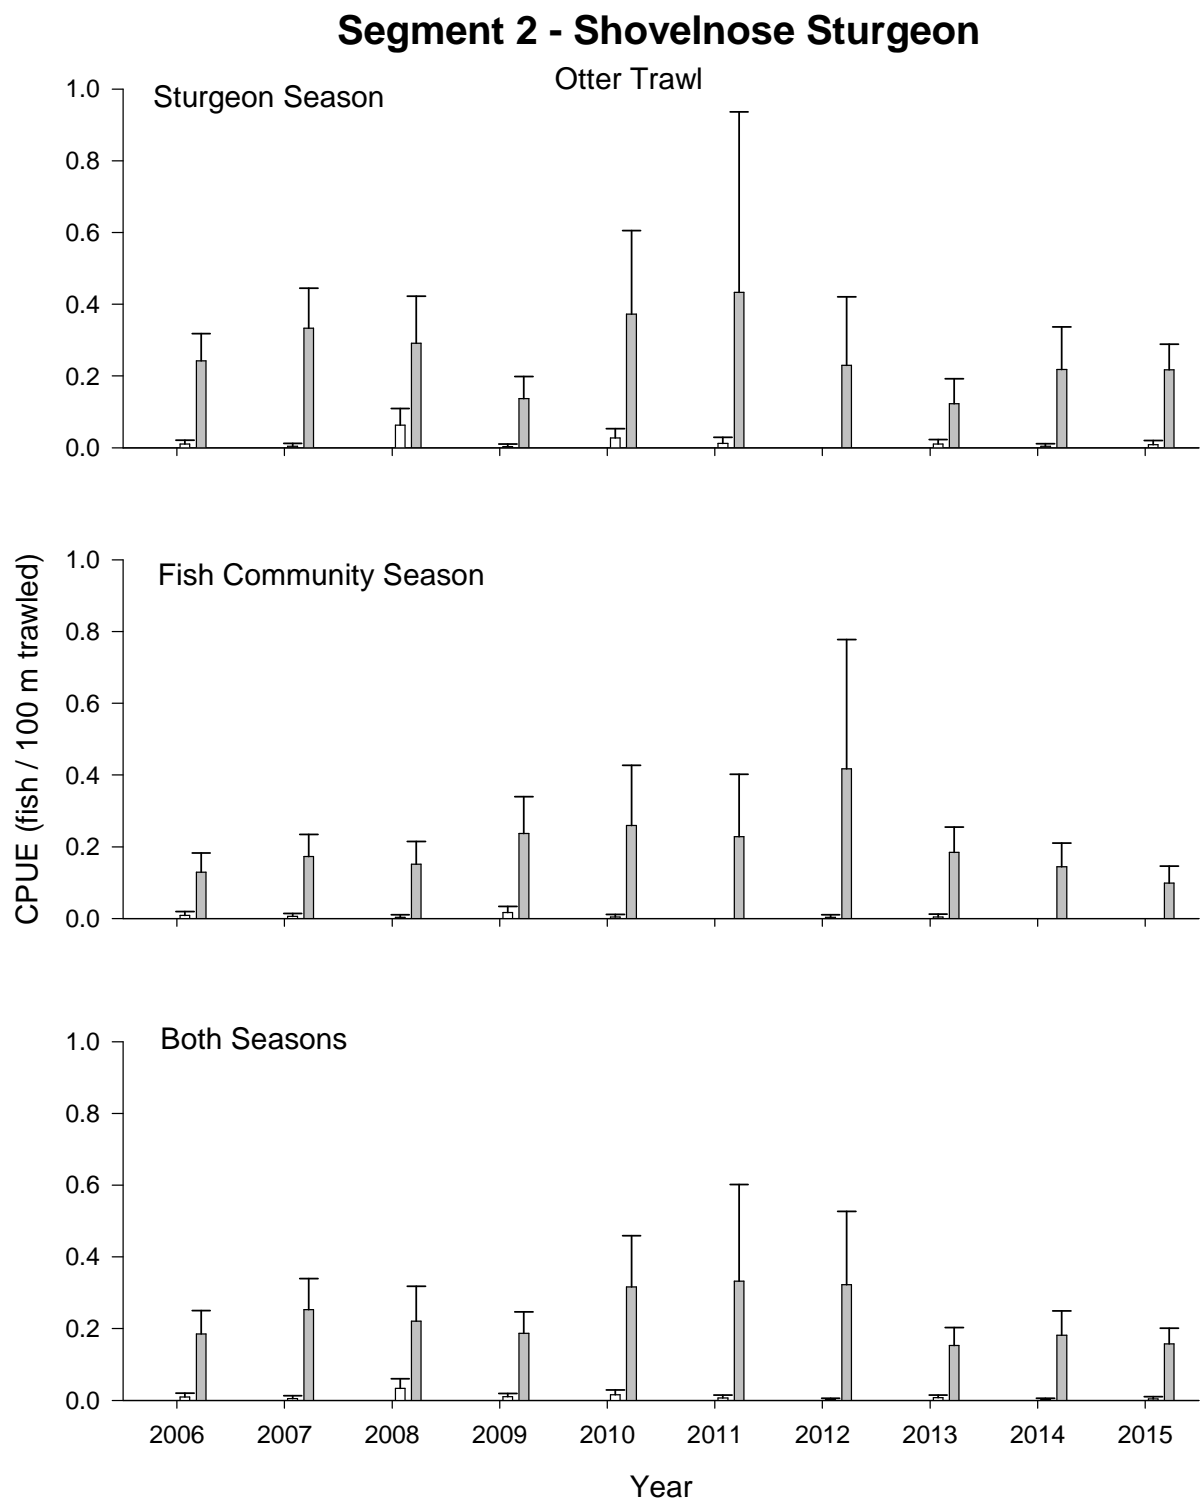 Segment 2 - Shovelnose Sturgeon
Otter Trawl
Sturgeon Season
1.0
0.8
0.6
0.4
0.2
0.0
Fish Community Season
1.0
0.8
0.6
0.4
0.2
0.0
CPUE (fish / 100 m trawled)
Both Seasons
1.0
0.8
0.6
0.4
0.2
0.0
2006 2007 2008 2009 2010 2011 2012 2013 2014 2015
Year